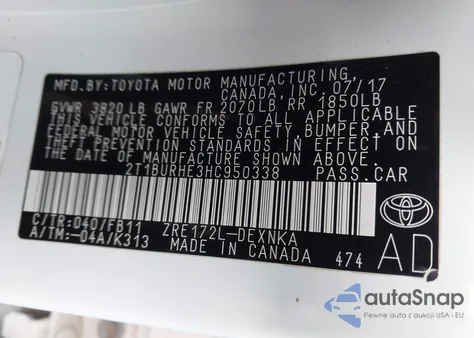 MFD.BY:TOYOTA MOTOR MANUFACTURING,
CANADA,INC. 07/17
GVWR 3820LB GAWR FR 2070LB RR 1850LB
THIS VEHICLE CONFORMS TO ALL APPLICABLE
FEDERAL MOTOR VEHICLE SAFETY,BUMPER,AND
THEFT PREVENTION STANDARDS IN EFFECT ON
THE DATE OF MANUFACTURE SHOWN ABOVE.
2T1BURHE3HC950338 PASS.CAR
C/TR:040/FB11 ZRE172L-DEXNKA
A/TM:-04A/K313 MADE IN CANADA 474 AD
TOYOTA
autoSnap
Pewne auta z aukcji USA i EU